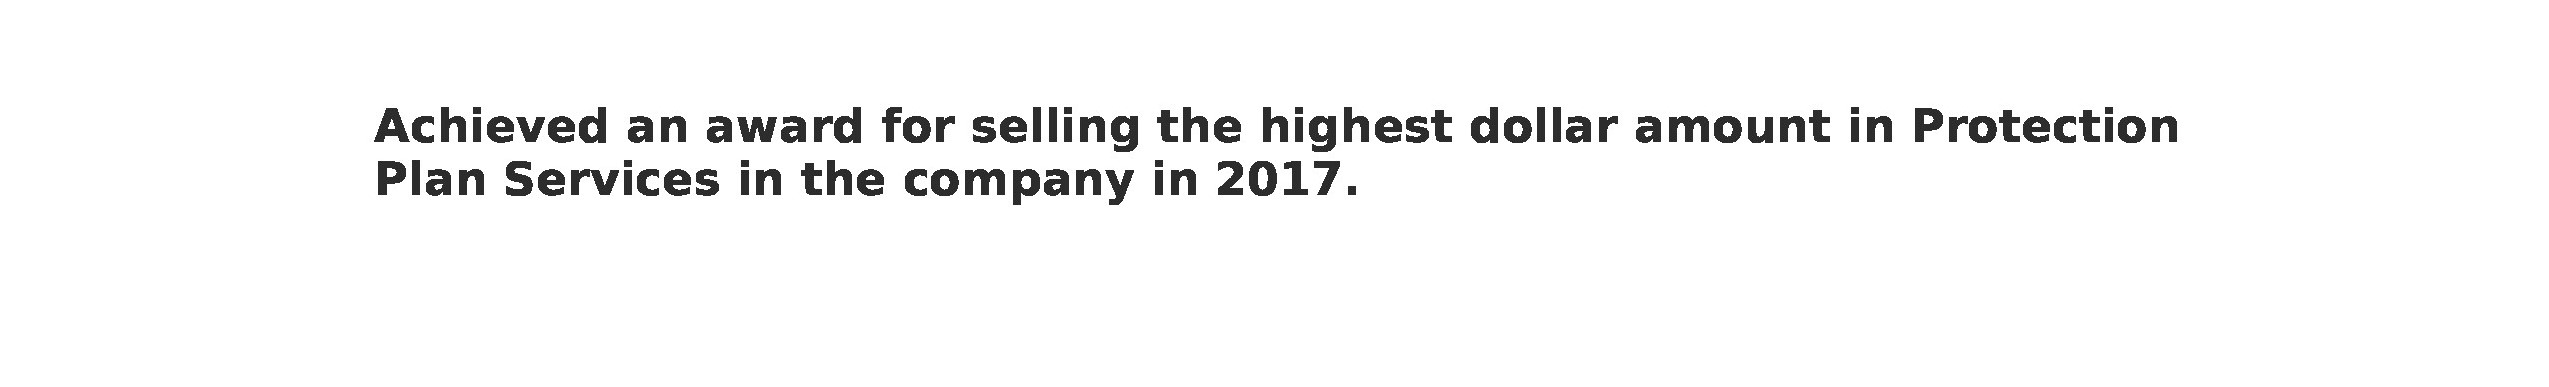 Achieved an award for selling the highest dollar amount in Protection
Plan Services in the company in 2017.